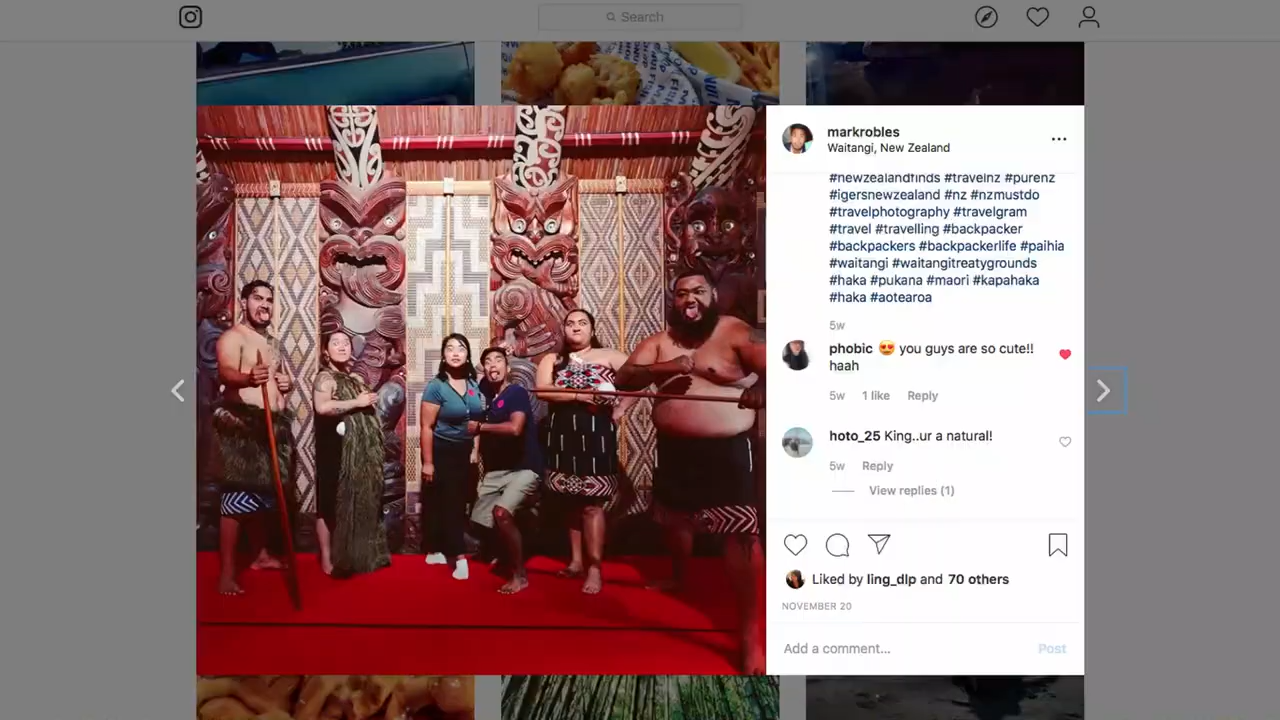 Search
markrobles
Waitangi, New Zealand
#newzealandfinds #travelnz #purenz
#igersnewzealand #nz #nzmustdo
#travelphotography #travelgram
#travel #travelling #backpacker
#backpackers #backpackerlife #paihia
#waitangi #waitangitreatygrounds
#haka #pukana #maori #kapahaka
#haka #aotearoa
5w
phobic 😍 you guys are so cute!!
haah
5w 1 like Reply
hoto_25 King..ur a natural!
5w Reply
View replies (1)
Liked by ling_dlp and 70 others
NOVEMBER 20
Add a comment... Post